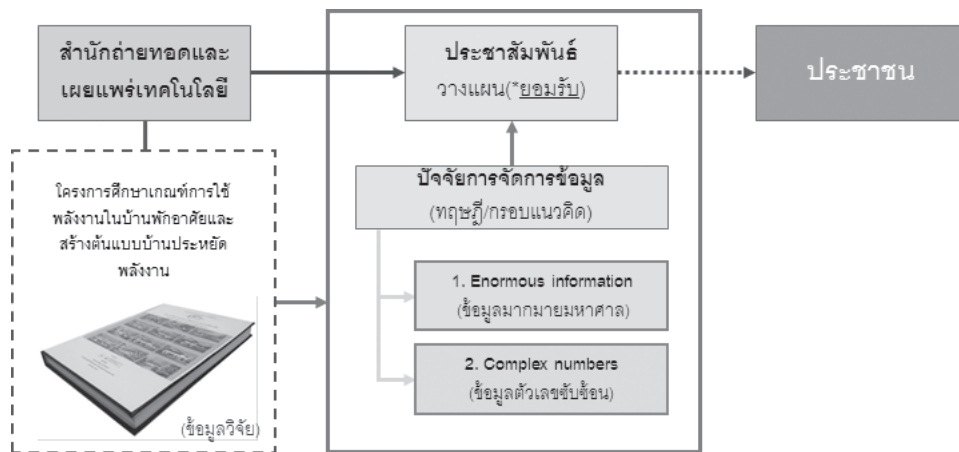 สำนักถ่ายทอดและ
เผยแพร่เทคโนโลยี
ประชาสัมพันธ์
วางแผน(*ยอมรับ)
ประชาชน
โครงการศึกษาเกณฑ์การใช้
พลังงานในบ้านพักอาศัยและ
สร้างต้นแบบบ้านประหยัด
พลังงาน
(ข้อมูลวิจัย)
ปัจจัยการจัดการข้อมูล
(ทฤษฎี/กรอบแนวคิด)
1. Enormous information
(ข้อมูลมากมายมหาศาล)
2. Complex numbers
(ข้อมูลตัวเลขซับซ้อน)